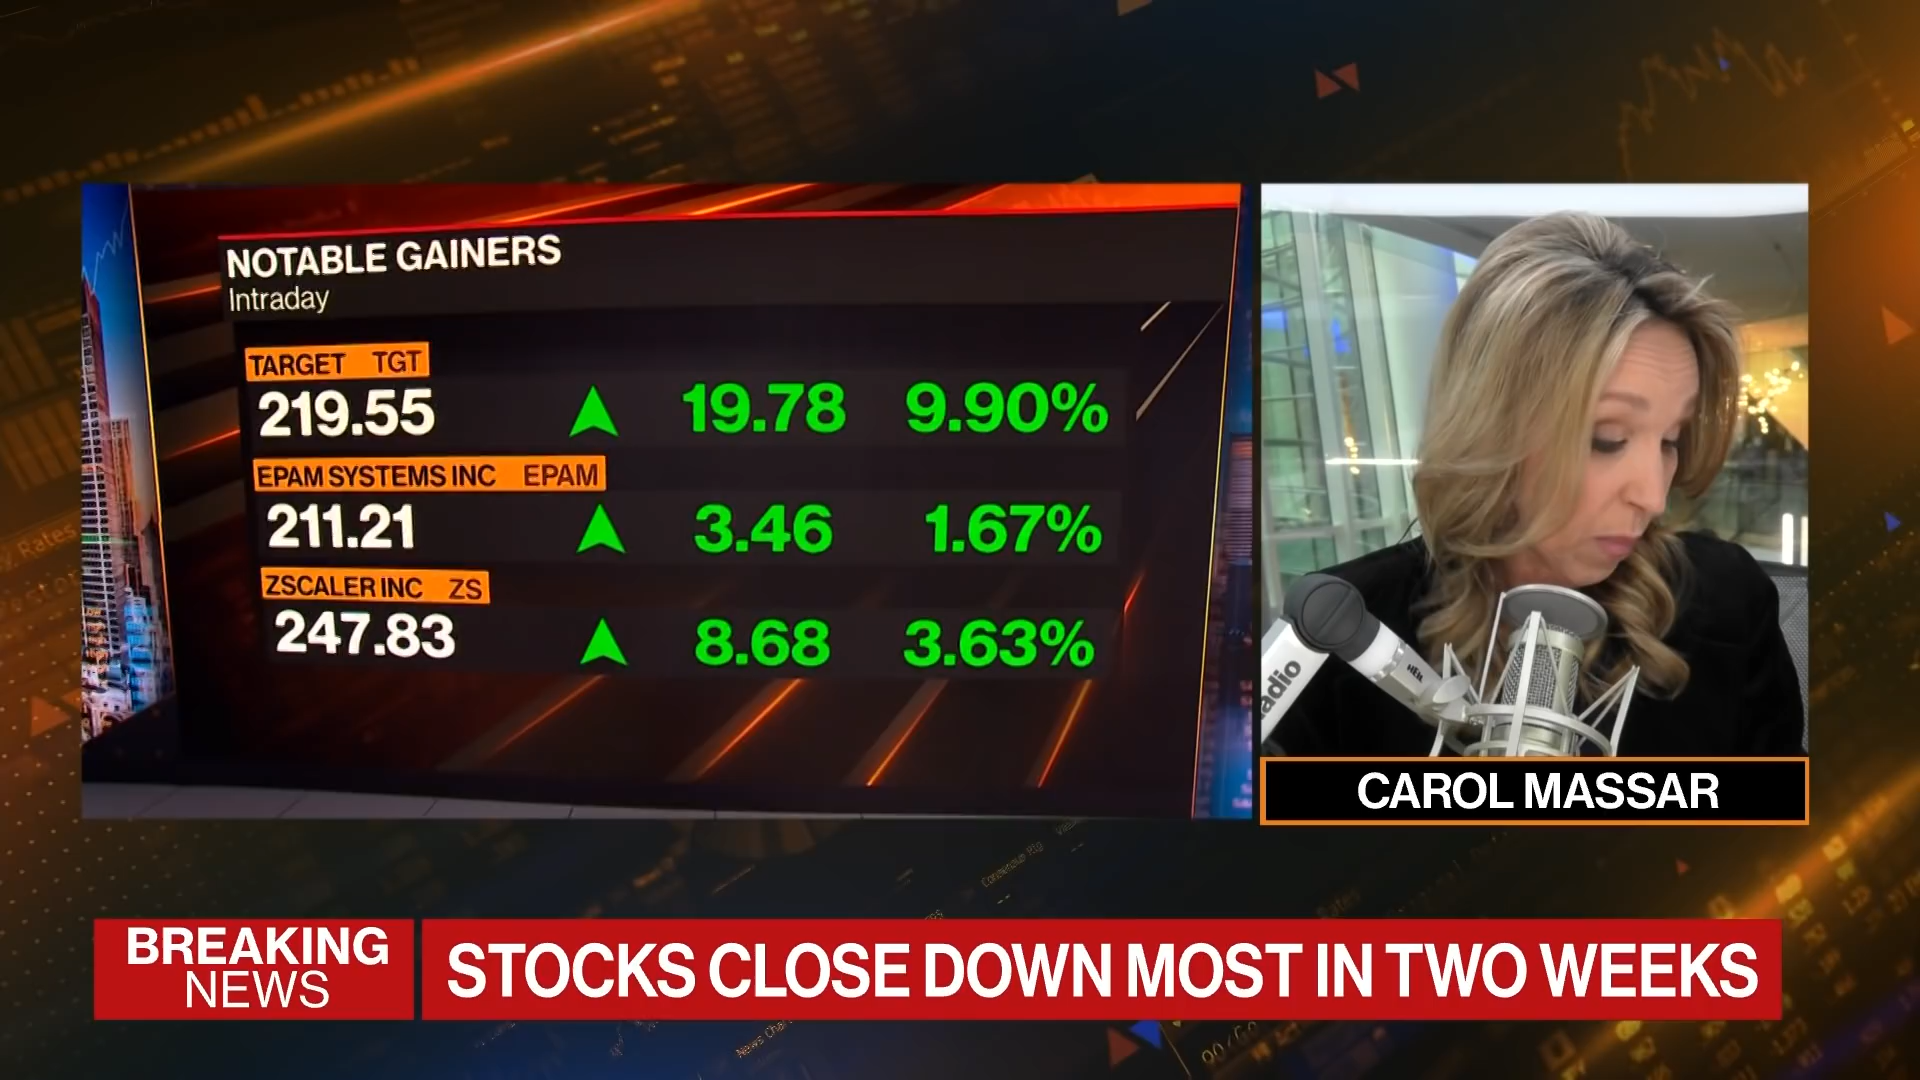 NOTABLE GAINERS
Intraday
TARGET TGT
219.55 19.78 9.90%
EPAM SYSTEMS INC EPAM
211.21 3.46 1.67%
ZSCALER INC ZS
247.83 8.68 3.63%
adio
CAROL MASSAR
BREAKING
NEWS
STOCKS CLOSE DOWN MOST IN TWO WEEKS